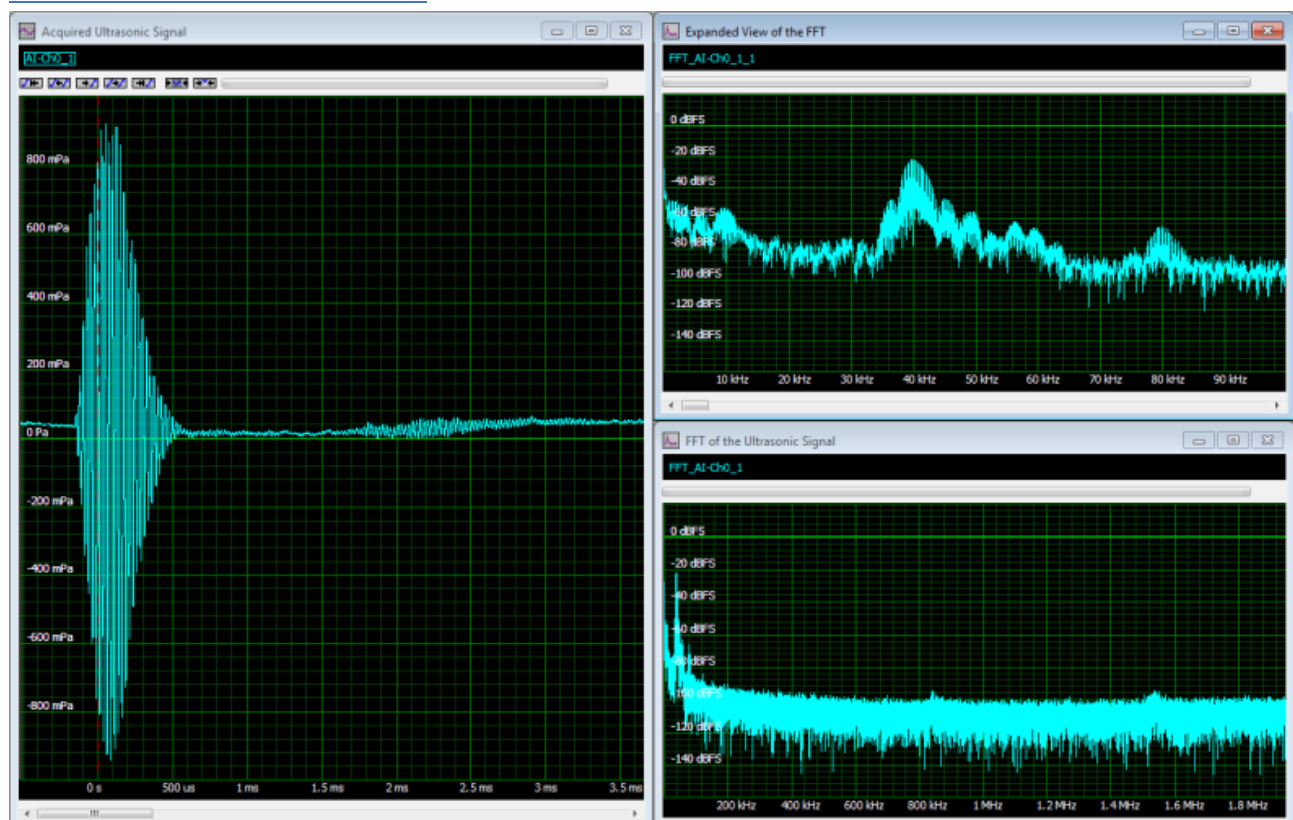 Acquired Ultrasonic Signal
AI-Ch0_1
800 mPa
600 mPa
400 mPa
200 mPa
0 Pa
-200 mPa
-400 mPa
-600 mPa
-800 mPa
0 s 500 us 1 ms 1.5 ms 2 ms 2.5 ms 3 ms 3.5 ms
Expanded View of the FFT
FFT_AI-Ch0_1_1
0 dBFS
-20 dBFS
-40 dBFS
-60 dBFS
-80 dBFS
-100 dBFS
-120 dBFS
-140 dBFS
10 kHz 20 kHz 30 kHz 40 kHz 50 kHz 60 kHz 70 kHz 80 kHz 90 kHz
FFT of the Ultrasonic Signal
FFT_AI-Ch0_1
0 dBFS
-20 dBFS
-40 dBFS
-60 dBFS
-80 dBFS
-100 dBFS
-120 dBFS
-140 dBFS
200 kHz 400 kHz 600 kHz 800 kHz 1 MHz 1.2 MHz 1.4 MHz 1.6 MHz 1.8 MHz